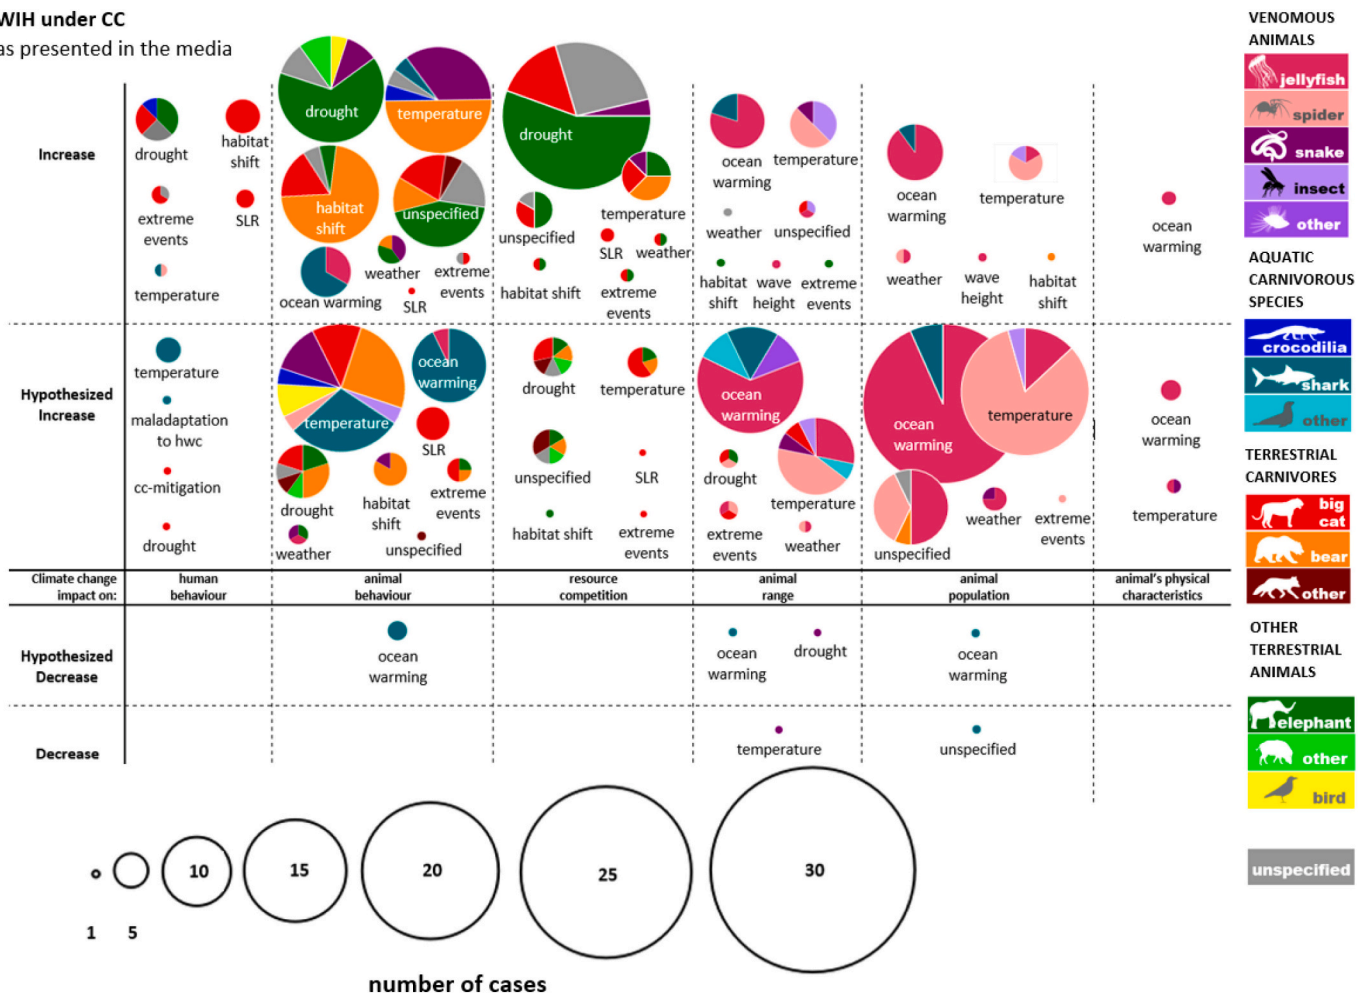 WIH under CC
as presented in the media
Increase
drought
habitat
shift
extreme
events
SLR
temperature
drought
temperature
habitat
shift
unspecified
ocean warming
weather
SLR
extreme
events
drought
unspecified
temperature
SLR
weather
habitat shift
extreme
events
ocean
warming
temperature
weather
unspecified
habitat
shift
wave
height
extreme
events
ocean
warming
temperature
weather
wave
height
habitat
shift
ocean
warming
Hypothesized
Increase
temperature
maladaptation
to hwc
cc-mitigation
drought
temperature
ocean
warming
SLR
drought
habitat
shift
extreme
events
weather
unspecified
drought
temperature
unspecified
SLR
habitat shift
extreme
events
ocean
warming
drought
temperature
extreme
events
weather
ocean
warming
temperature
unspecified
weather
extreme
events
ocean
warming
temperature
Climate change
impact on:
human
behaviour
animal
behaviour
resource
competition
animal
range
animal
population
animal's physical
characteristics
Hypothesized
Decrease
ocean
warming
ocean
warming
drought
ocean
warming
Decrease
temperature
unspecified
1
5
10
15
20
25
30
number of cases
VENOMOUS
ANIMALS
jellyfish
spider
snake
insect
other
AQUATIC
CARNIVOROUS
SPECIES
crocodilia
shark
other
TERRESTRIAL
CARNIVORES
big
cat
bear
other
OTHER
TERRESTRIAL
ANIMALS
elephant
other
bird
unspecified